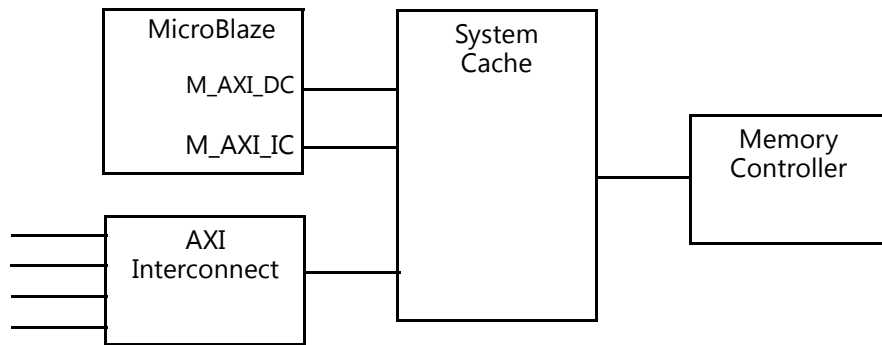 MicroBlaze
M_AXI_DC
M_AXI_IC
System
Cache
Memory
Controller
AXI
Interconnect